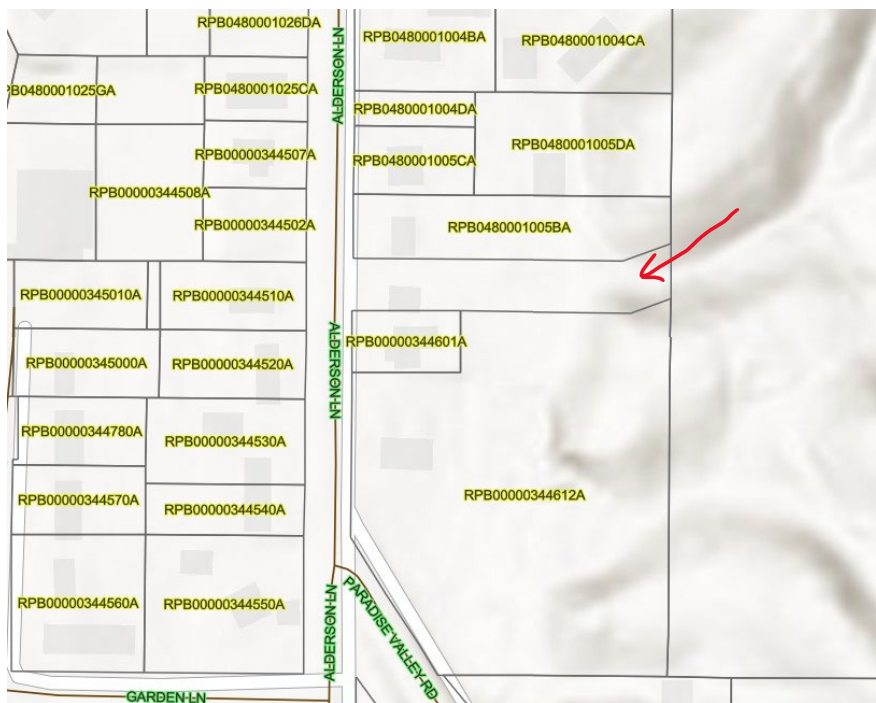 RPB0480001026DA
ALDERSON LN
RPB0480001004BA
RPB0480001004CA
PB0480001025GA
RPB0480001025CA
RPB0480001004DA
RPB00000344507A
RPB0480001005CA
RPB0480001005DA
RPB00000344508A
RPB00000344502A
RPB0480001005BA
RPB00000345010A
RPB00000344510A
ALDERSON LN
RPB00000344601A
RPB00000345000A
RPB00000344520A
RPB00000344780A
RPB00000344530A
RPB00000344570A
RPB00000344540A
RPB00000344612A
RPB00000344560A
RPB00000344550A
ALDERSON LN
PARADISE VALLEY RD
GARDEN LN